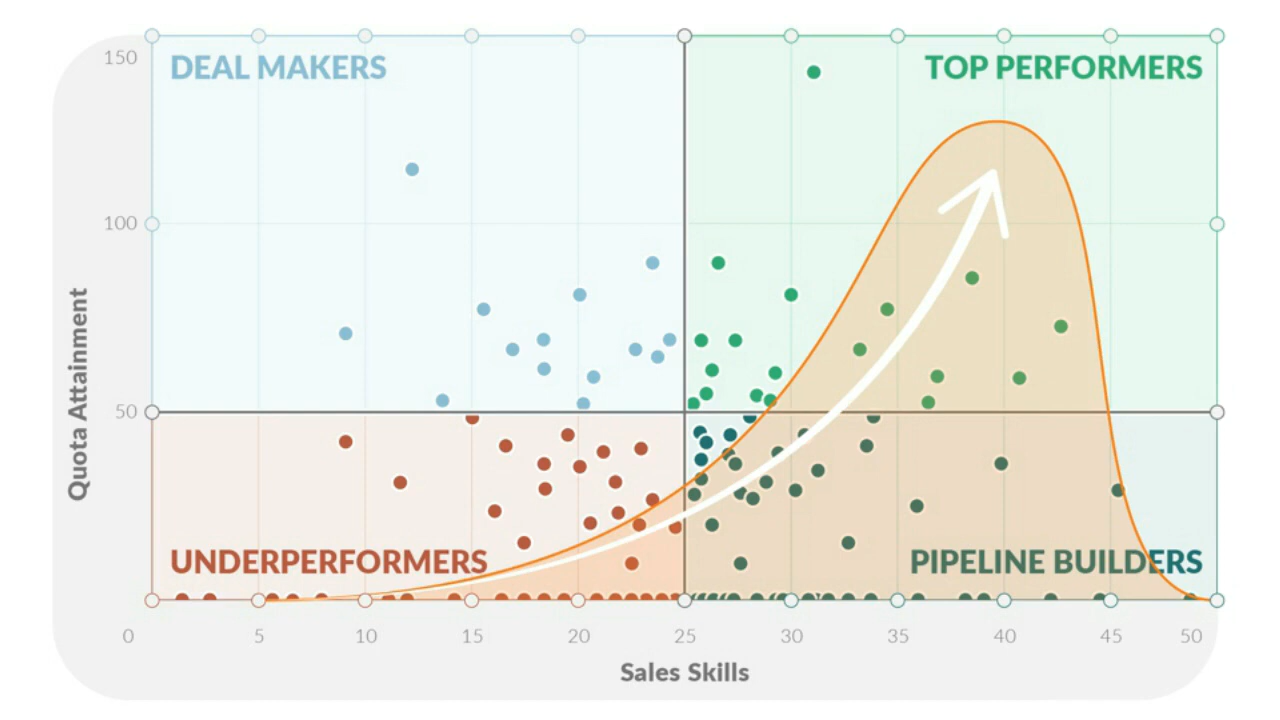 150
DEAL MAKERS
TOP PERFORMERS
100
50
Quota Attainment
UNDERPERFORMERS
PIPELINE BUILDERS
0 5 10 15 20 25 30 35 40 45 50
Sales Skills